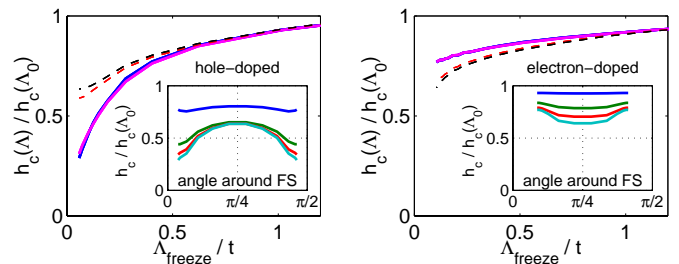 1
0.5
0
h_c(Λ) / h_c(Λ_0)
hole−doped
1
0.5
0
h_c / h_c(Λ_0)
angle around FS
0
π/4
π/2
0
0.5
1
Λ_freeze / t
1
0.5
0
h_c(Λ) / h_c(Λ_0)
electron−doped
1
0.5
0
h_c / h_c(Λ_0)
angle around FS
0
π/4
π/2
0
0.5
1
Λ_freeze / t